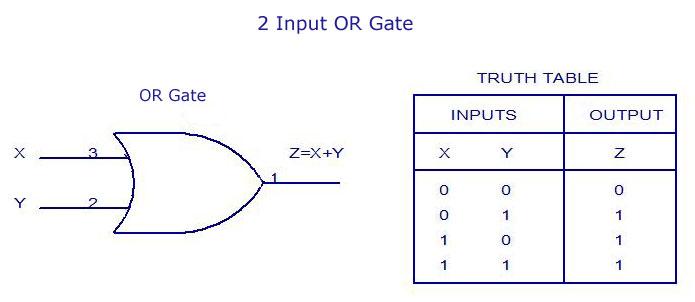 2 Input OR Gate
TRUTH TABLE
OR Gate
INPUTS OUTPUT
X 3 Z=X+Y
X Y Z
1
Y 2
0 0 0
0 1 1
1 0 1
1 1 1